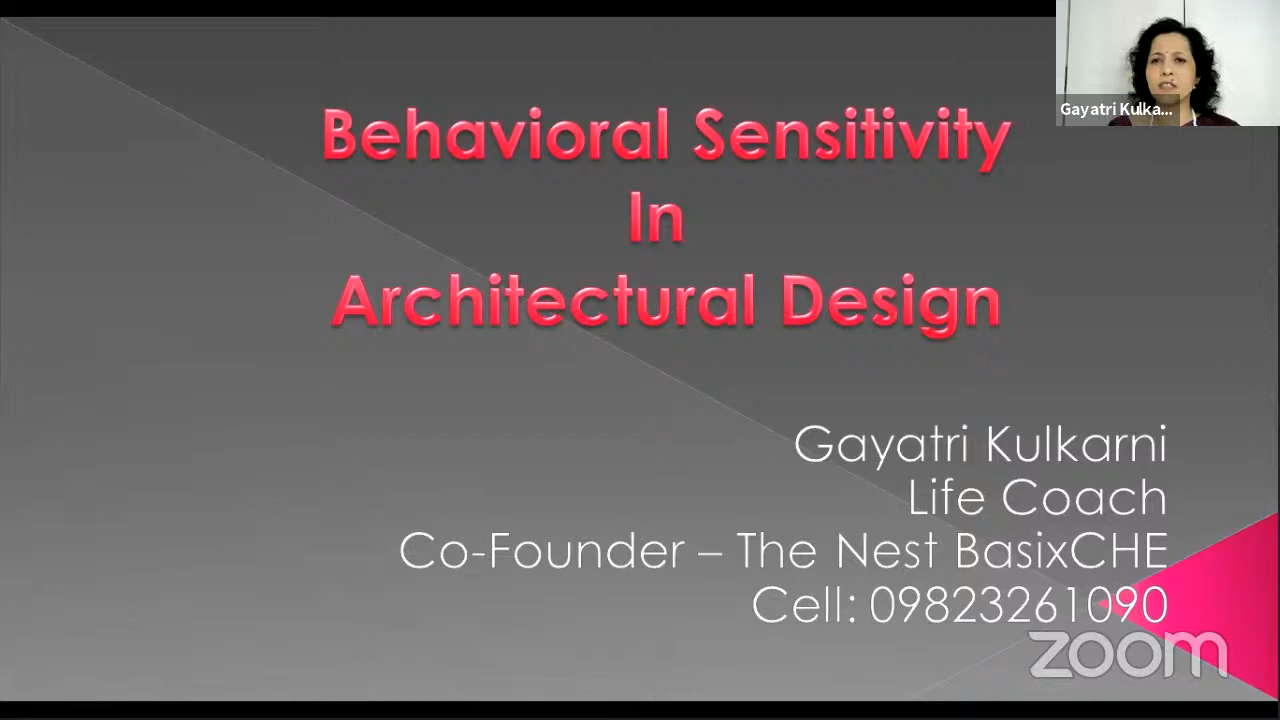 Behavioral Sensitivity
In
Architectural Design
Gayatri Kulka...
Gayatri Kulkarni
Life Coach
Co-Founder – The Nest BasixCHE
Cell: 09823261090
zoom